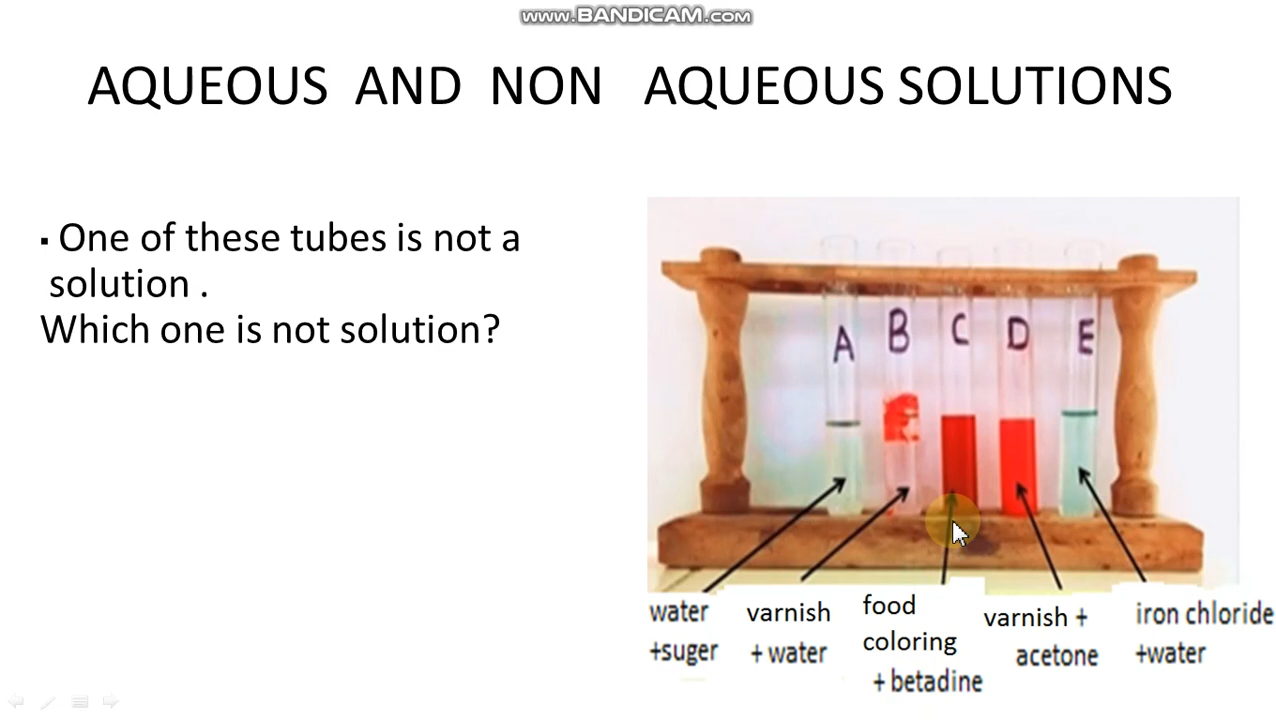 www.BANDICAM.com
AQUEOUS AND NON AQUEOUS SOLUTIONS
▪ One of these tubes is not a
solution .
Which one is not solution?
A B C D E
water
+suger
varnish
+ water
food
coloring
+ betadine
varnish +
acetone
iron chloride
+water